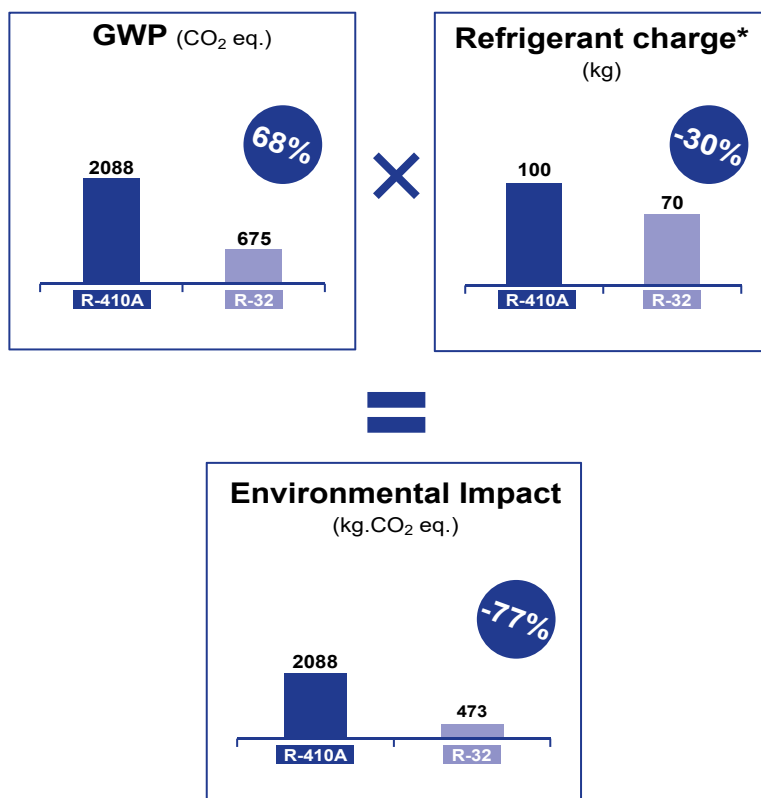 GWP (CO₂ eq.)
68%
2088
675
R-410A
R-32
×
Refrigerant charge*
(kg)
-30%
100
70
R-410A
R-32
=
Environmental Impact
(kg.CO₂ eq.)
-77%
2088
473
R-410A
R-32